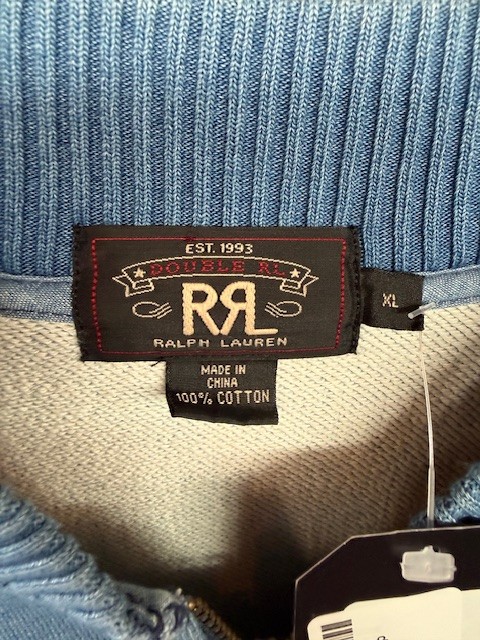 EST. 1993
DOUBLE RL
RRL
RALPH LAUREN
XL
MADE IN
CHINA
100% COTTON